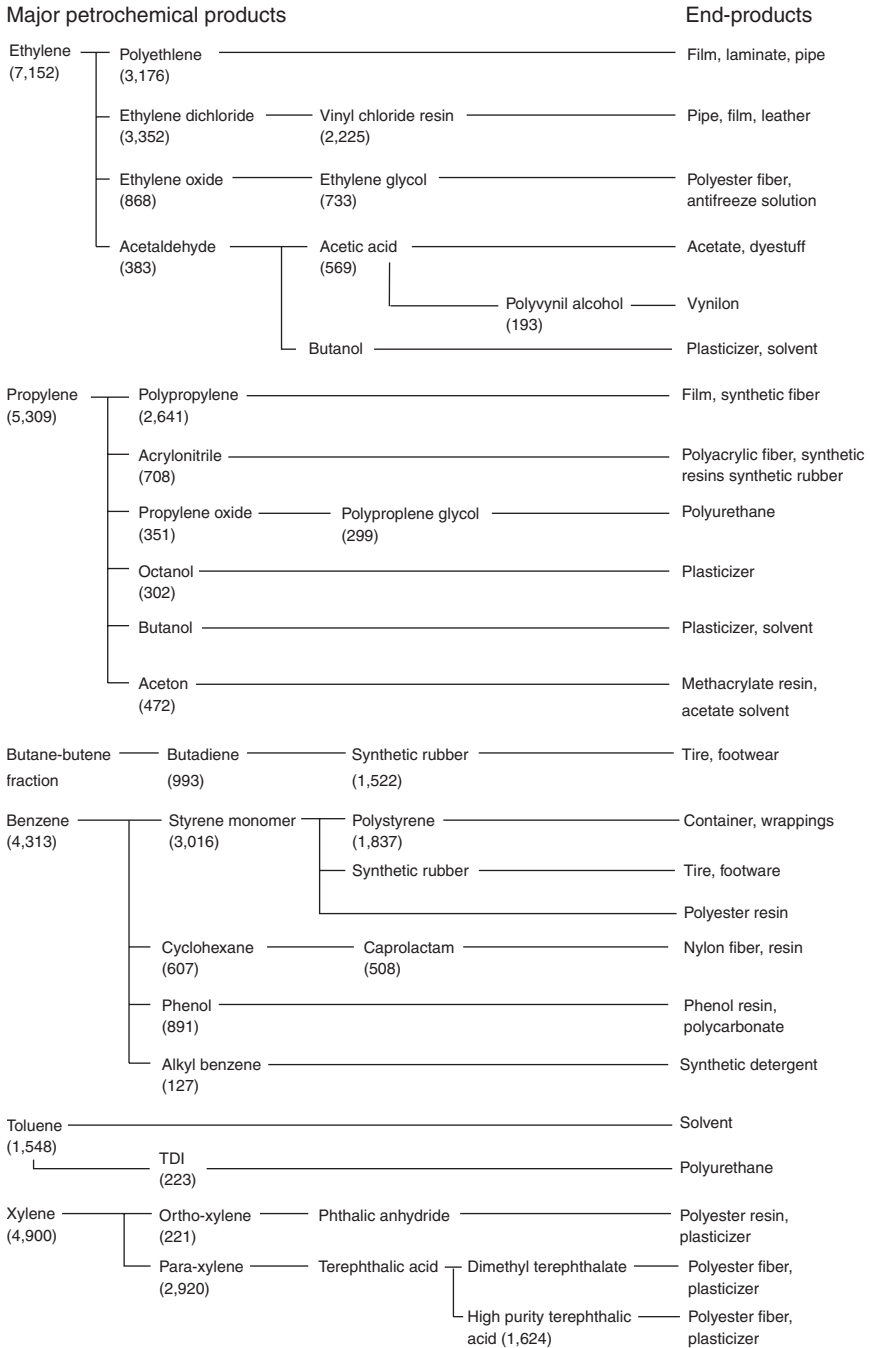 Major petrochemical products End-products
Ethylene Polyethlene Film, laminate, pipe
(7,152) (3,176)
Ethylene dichloride Vinyl chloride resin Pipe, film, leather
(3,352) (2,225)
Ethylene oxide Ethylene glycol Polyester fiber,
(868) (733) antifreeze solution
Acetaldehyde Acetic acid Acetate, dyestuff
(383) (569)
Polyvynil alcohol Vynilon
(193)
Butanol Plasticizer, solvent
Propylene Polypropylene Film, synthetic fiber
(5,309) (2,641)
Acrylonitrile Polyacrylic fiber, synthetic
(708) resins synthetic rubber
Propylene oxide Polyproplene glycol Polyurethane
(351) (299)
Octanol Plasticizer
(302)
Butanol Plasticizer, solvent
Aceton Methacrylate resin,
(472) acetate solvent
Butane-butene Butadiene Synthetic rubber Tire, footwear
fraction (993) (1,522)
Benzene Styrene monomer Polystyrene Container, wrappings
(4,313) (3,016) (1,837)
Synthetic rubber Tire, footware
Polyester resin
Cyclohexane Caprolactam Nylon fiber, resin
(607) (508)
Phenol Phenol resin,
(891) polycarbonate
Alkyl benzene Synthetic detergent
(127)
Toluene Solvent
(1,548)
TDI Polyurethane
(223)
Xylene Ortho-xylene Phthalic anhydride Polyester resin,
(4,900) (221) plasticizer
Para-xylene Terephthalic acid Dimethyl terephthalate Polyester fiber,
(2,920) plasticizer
High purity terephthalic Polyester fiber,
acid (1,624) plasticizer